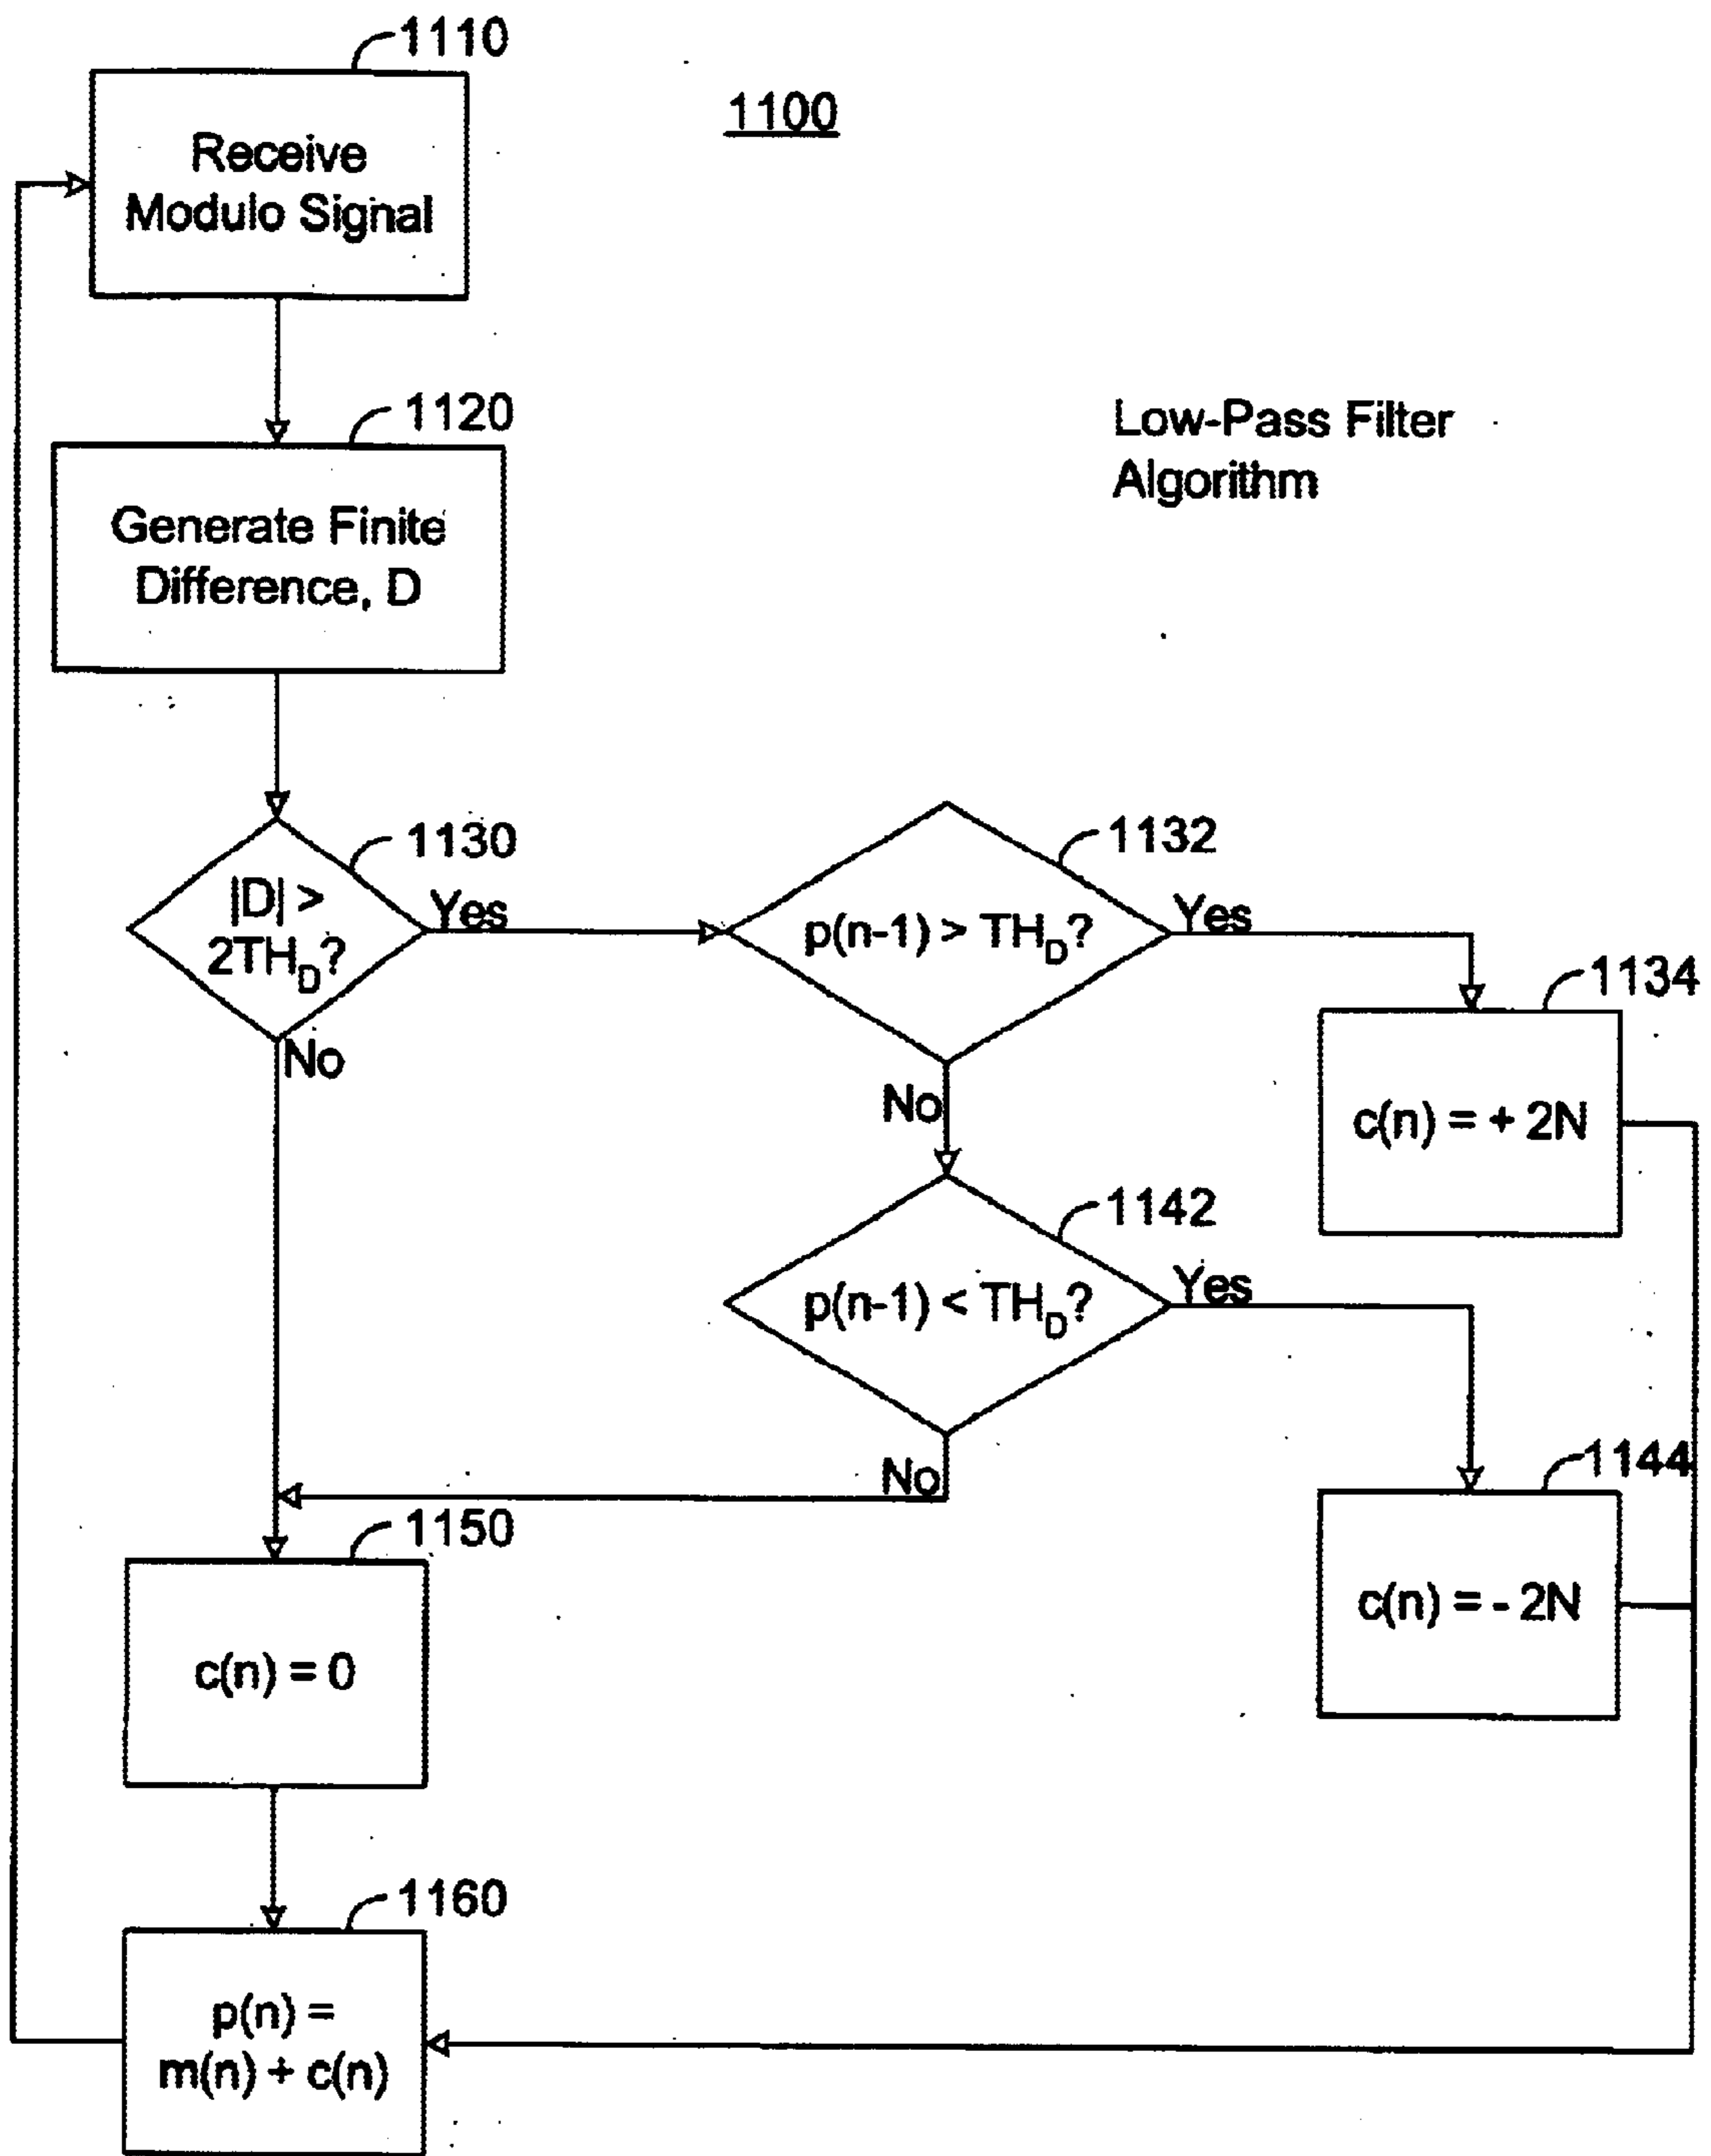 1110
1100
Receive
Modulo Signal
1120
Low-Pass Filter
Algorithm
Generate Finite
Difference, D
1130
|D| >
2TH_D?
Yes
No
1132
p(n-1) > TH_D?
Yes
No
1134
c(n) = + 2N
1142
p(n-1) < TH_D?
Yes
No
1144
c(n) = - 2N
1150
c(n) = 0
1160
p(n) =
m(n) + c(n)